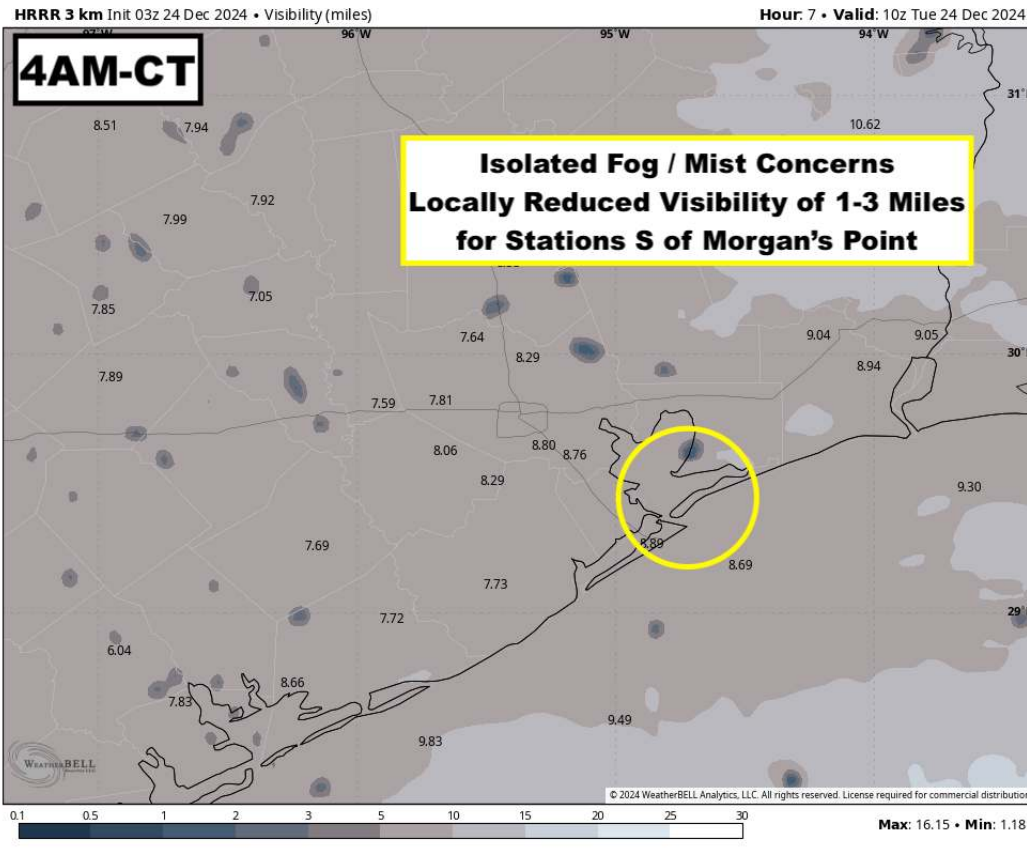 HRRR 3 km Init 03z 24 Dec 2024 • Visibility (miles)
Hour: 7 • Valid: 10z Tue 24 Dec 2024
96°W
95°W
94°W
4AM-CT
31°
8.51
7.94
10.62
Isolated Fog / Mist Concerns
Locally Reduced Visibility of 1-3 Miles
for Stations S of Morgan's Point
7.92
7.99
7.05
7.85
7.64
9.04
9.05
8.29
30°
8.94
7.89
7.59
7.81
8.06
8.80
8.76
8.29
9.30
7.69
8.89
8.69
7.73
7.72
29°
6.04
8.66
7.83
9.49
9.83
WEATHERBELL
© 2024 WeatherBELL Analytics, LLC. All rights reserved. License required for commercial distribution
0.1 0.5 1 2 3 5 10 15 20 25 30
Max: 16.15 • Min: 1.18